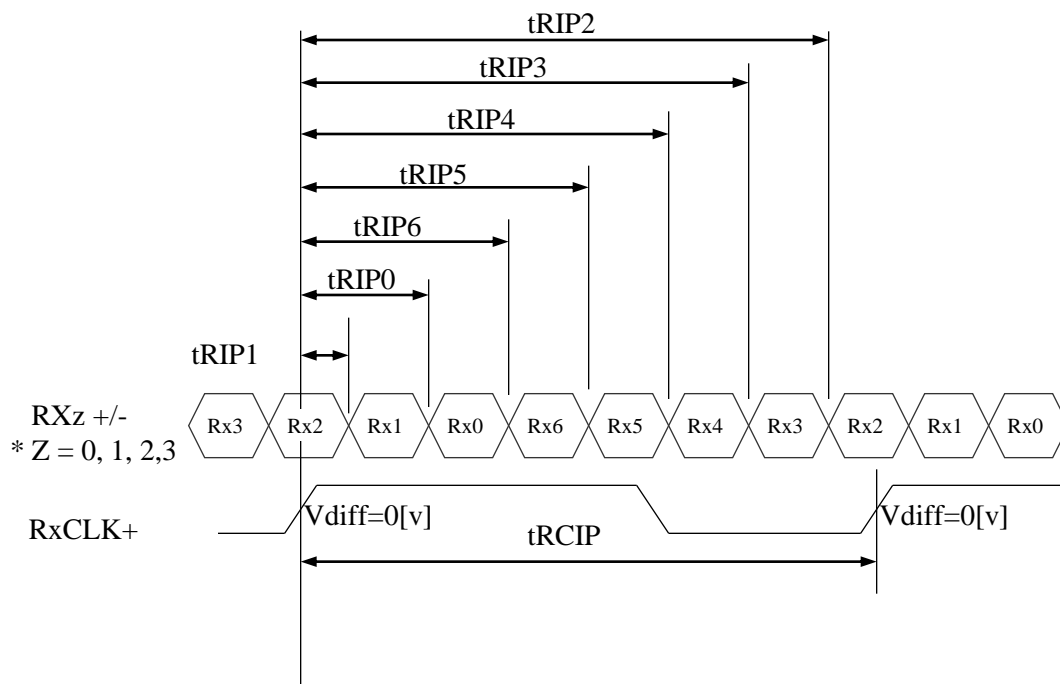 tRIP2
tRIP3
tRIP4
tRIP5
tRIP6
tRIP0
tRIP1
RXz +/-
* Z = 0, 1, 2,3
Rx3 Rx2 Rx1 Rx0 Rx6 Rx5 Rx4 Rx3 Rx2 Rx1 Rx0
RxCLK+
Vdiff=0[v] Vdiff=0[v]
tRCIP